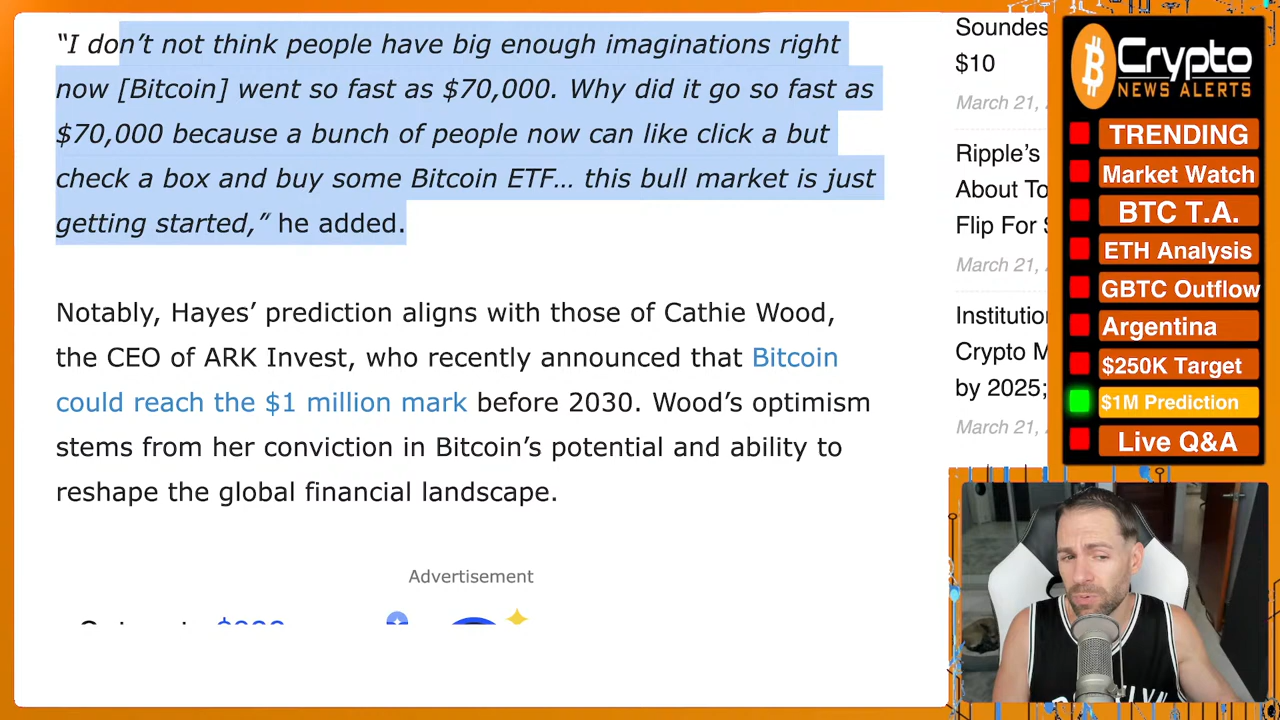 “I don’t not think people have big enough imaginations right
now [Bitcoin] went so fast as $70,000. Why did it go so fast as
$70,000 because a bunch of people now can like click a but
check a box and buy some Bitcoin ETF… this bull market is just
getting started,” he added.
Notably, Hayes’ prediction aligns with those of Cathie Wood,
the CEO of ARK Invest, who recently announced that Bitcoin
could reach the $1 million mark before 2030. Wood’s optimism
stems from her conviction in Bitcoin’s potential and ability to
reshape the global financial landscape.
Advertisement
Soundes
$10
March 21,
Ripple’s
About To
Flip For
March 21,
Institution
Crypto M
by 2025;
March 21,
Crypto
NEWS ALERTS
TRENDING
Market Watch
BTC T.A.
ETH Analysis
GBTC Outflow
Argentina
$250K Target
$1M Prediction
Live Q&A